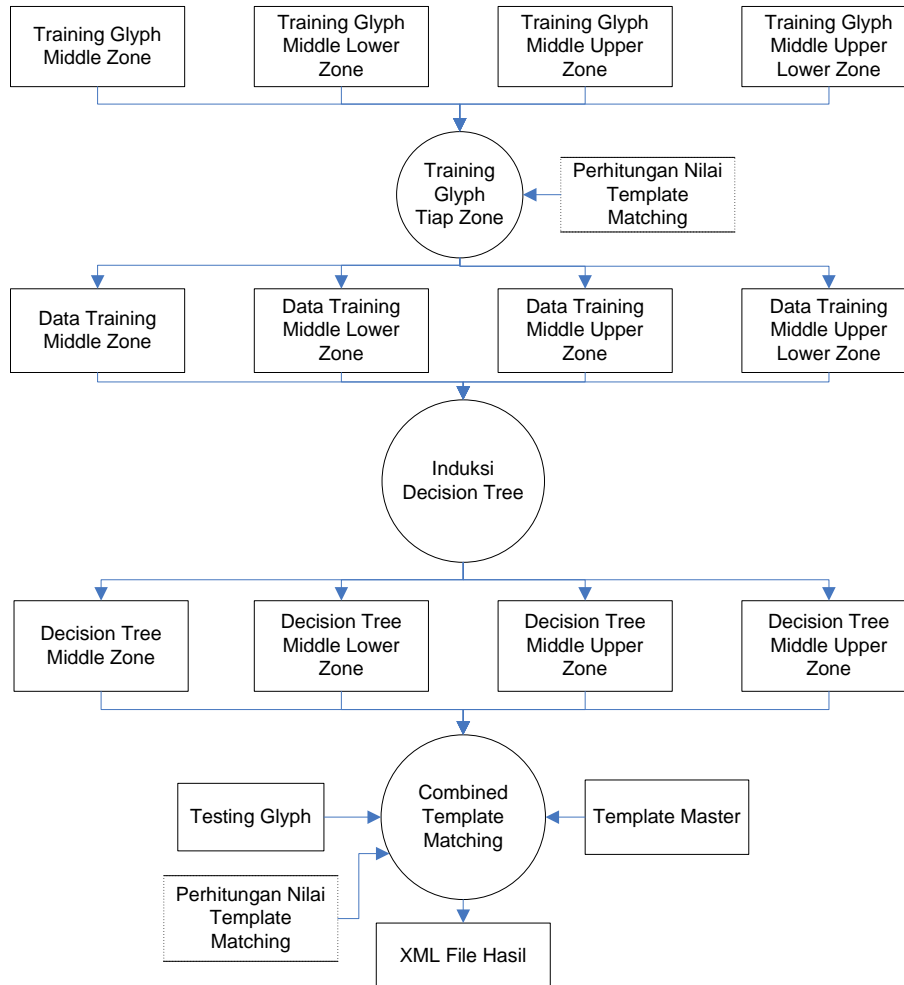 Training Glyph
Middle Zone
Training Glyph
Middle Lower
Zone
Training Glyph
Middle Upper
Zone
Training Glyph
Middle Upper
Lower Zone
Training
Glyph
Tiap Zone
Perhitungan Nilai
Template
Matching
Data Training
Middle Zone
Data Training
Middle Lower
Zone
Data Training
Middle Upper
Zone
Data Training
Middle Upper
Lower Zone
Induksi
Decision Tree
Decision Tree
Middle Zone
Decision Tree
Middle Lower
Zone
Decision Tree
Middle Upper
Zone
Decision Tree
Middle Upper
Zone
Testing Glyph
Combined
Template
Matching
Template Master
Perhitungan Nilai
Template
Matching
XML File Hasil